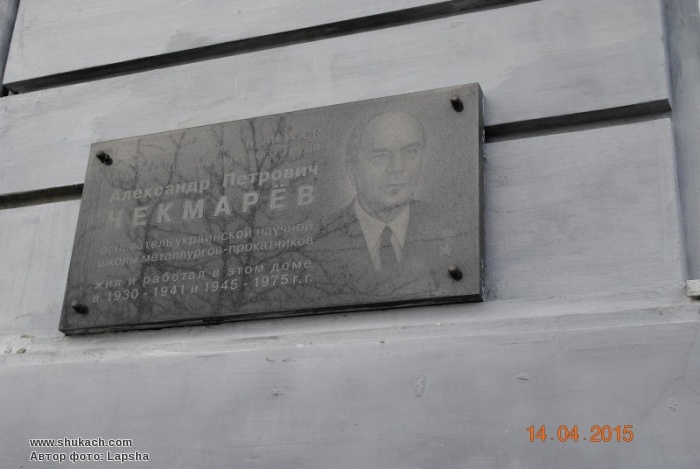 Александр Петрович
ЧЕКМАРЁВ
основатель украинской научной
школы металлургов-прокатчиков
жил и работал в этом доме
в 1930 - 1941 и 1945 - 1975 г.г.
www.shukach.com
Автор фото: Lapsha
14.04.2015